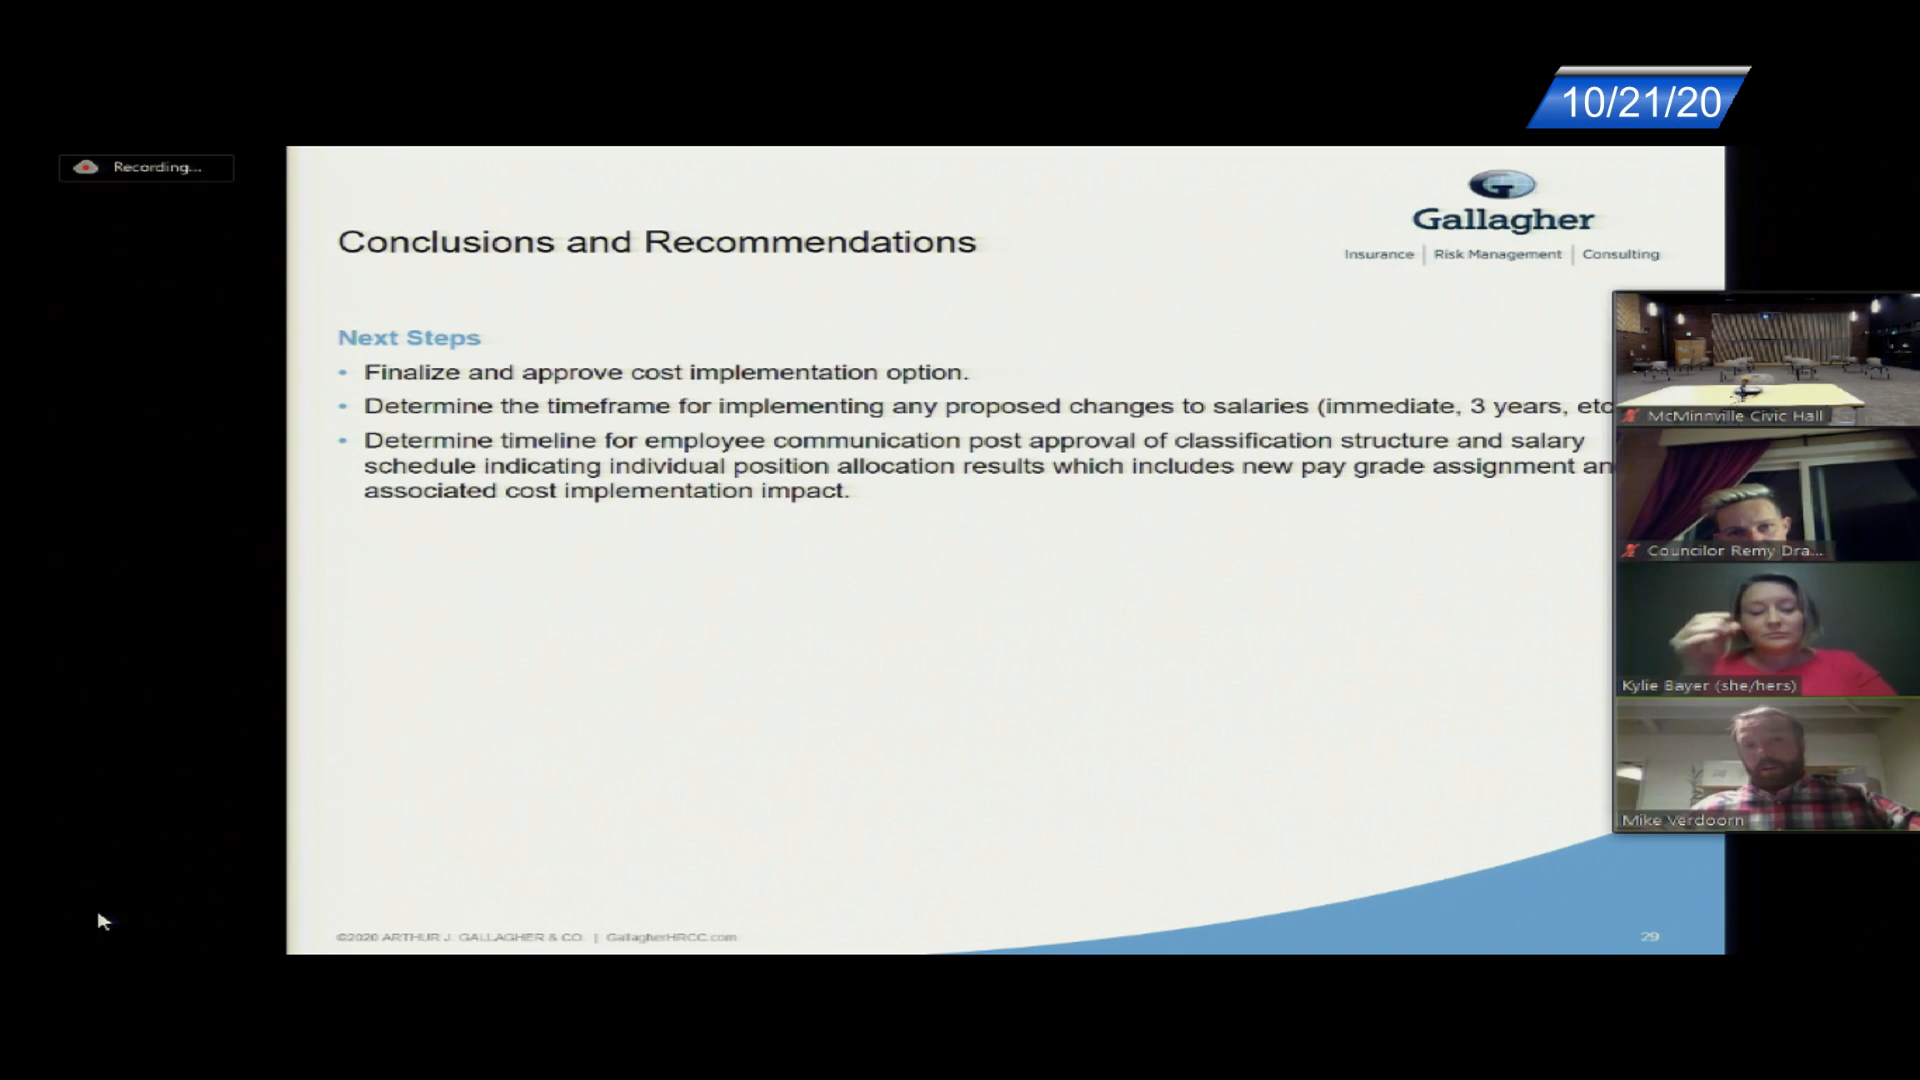 10/21/20
Recording...
Gallagher
Insurance | Risk Management | Consulting
Conclusions and Recommendations
Next Steps
• Finalize and approve cost implementation option.
• Determine the timeframe for implementing any proposed changes to salaries (immediate, 3 years, etc
• Determine timeline for employee communication post approval of classification structure and salary
schedule indicating individual position allocation results which includes new pay grade assignment an
associated cost implementation impact.
McMinnville Civic Hall
Councilor Remy Dra...
Kylie Bayer (she/hers)
Mike Verdoorn
©2020 ARTHUR J. GALLAGHER & CO. | GallagherHRCC.com
29